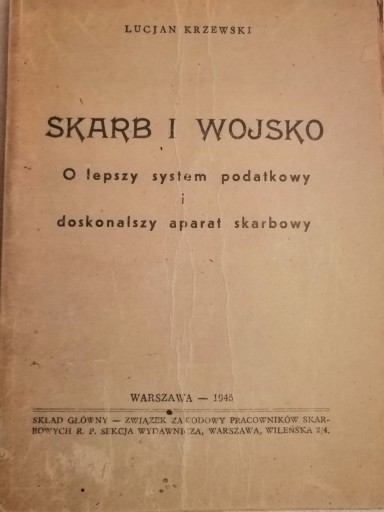 LUCJAN KRZEWSKI
SKARB I WOJSKO
O lepszy system podatkowy
i
doskonalszy aparat skarbowy
WARSZAWA — 1945
SKŁAD GŁÓWNY — ZWIĄZEK ZAWODOWY PRACOWNIKÓW SKAR-
BOWYCH R. P. SEKCJA WYDAWNICZA, WARSZAWA, WILEŃSKA 2/4.